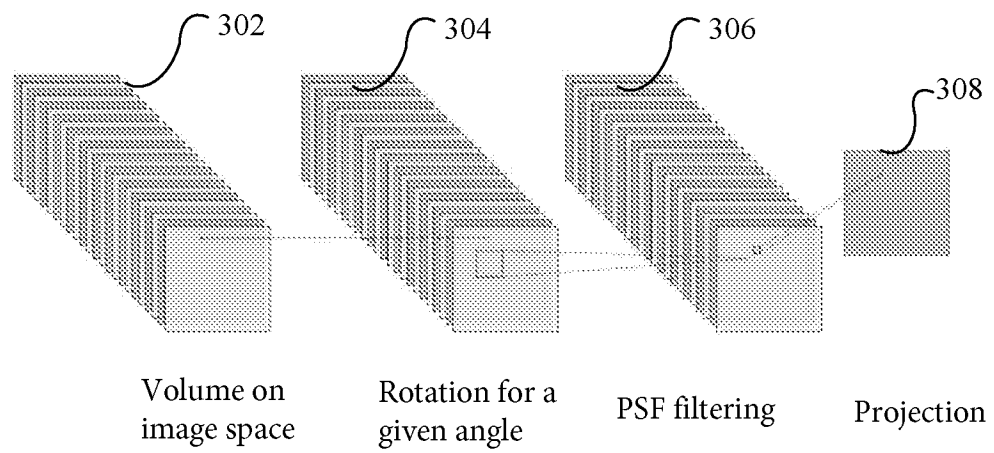 302
304
306
308
Volume on
image space
Rotation for a
given angle
PSF filtering
Projection